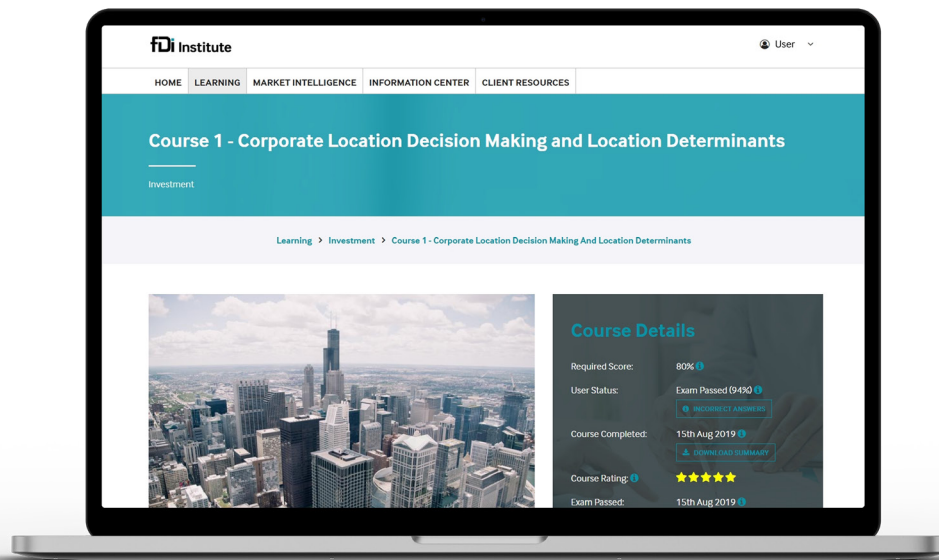 fDi Institute
User
HOME LEARNING MARKET INTELLIGENCE INFORMATION CENTER CLIENT RESOURCES
Course 1 - Corporate Location Decision Making and Location Determinants
Investment
Learning > Investment > Course 1 - Corporate Location Decision Making And Location Determinants
Course Details
Required Score: 80%
User Status: Exam Passed (94%)
INCORRECT ANSWERS
Course Completed: 15th Aug 2019
DOWNLOAD SUMMARY
Course Rating:
Exam Passed: 15th Aug 2019